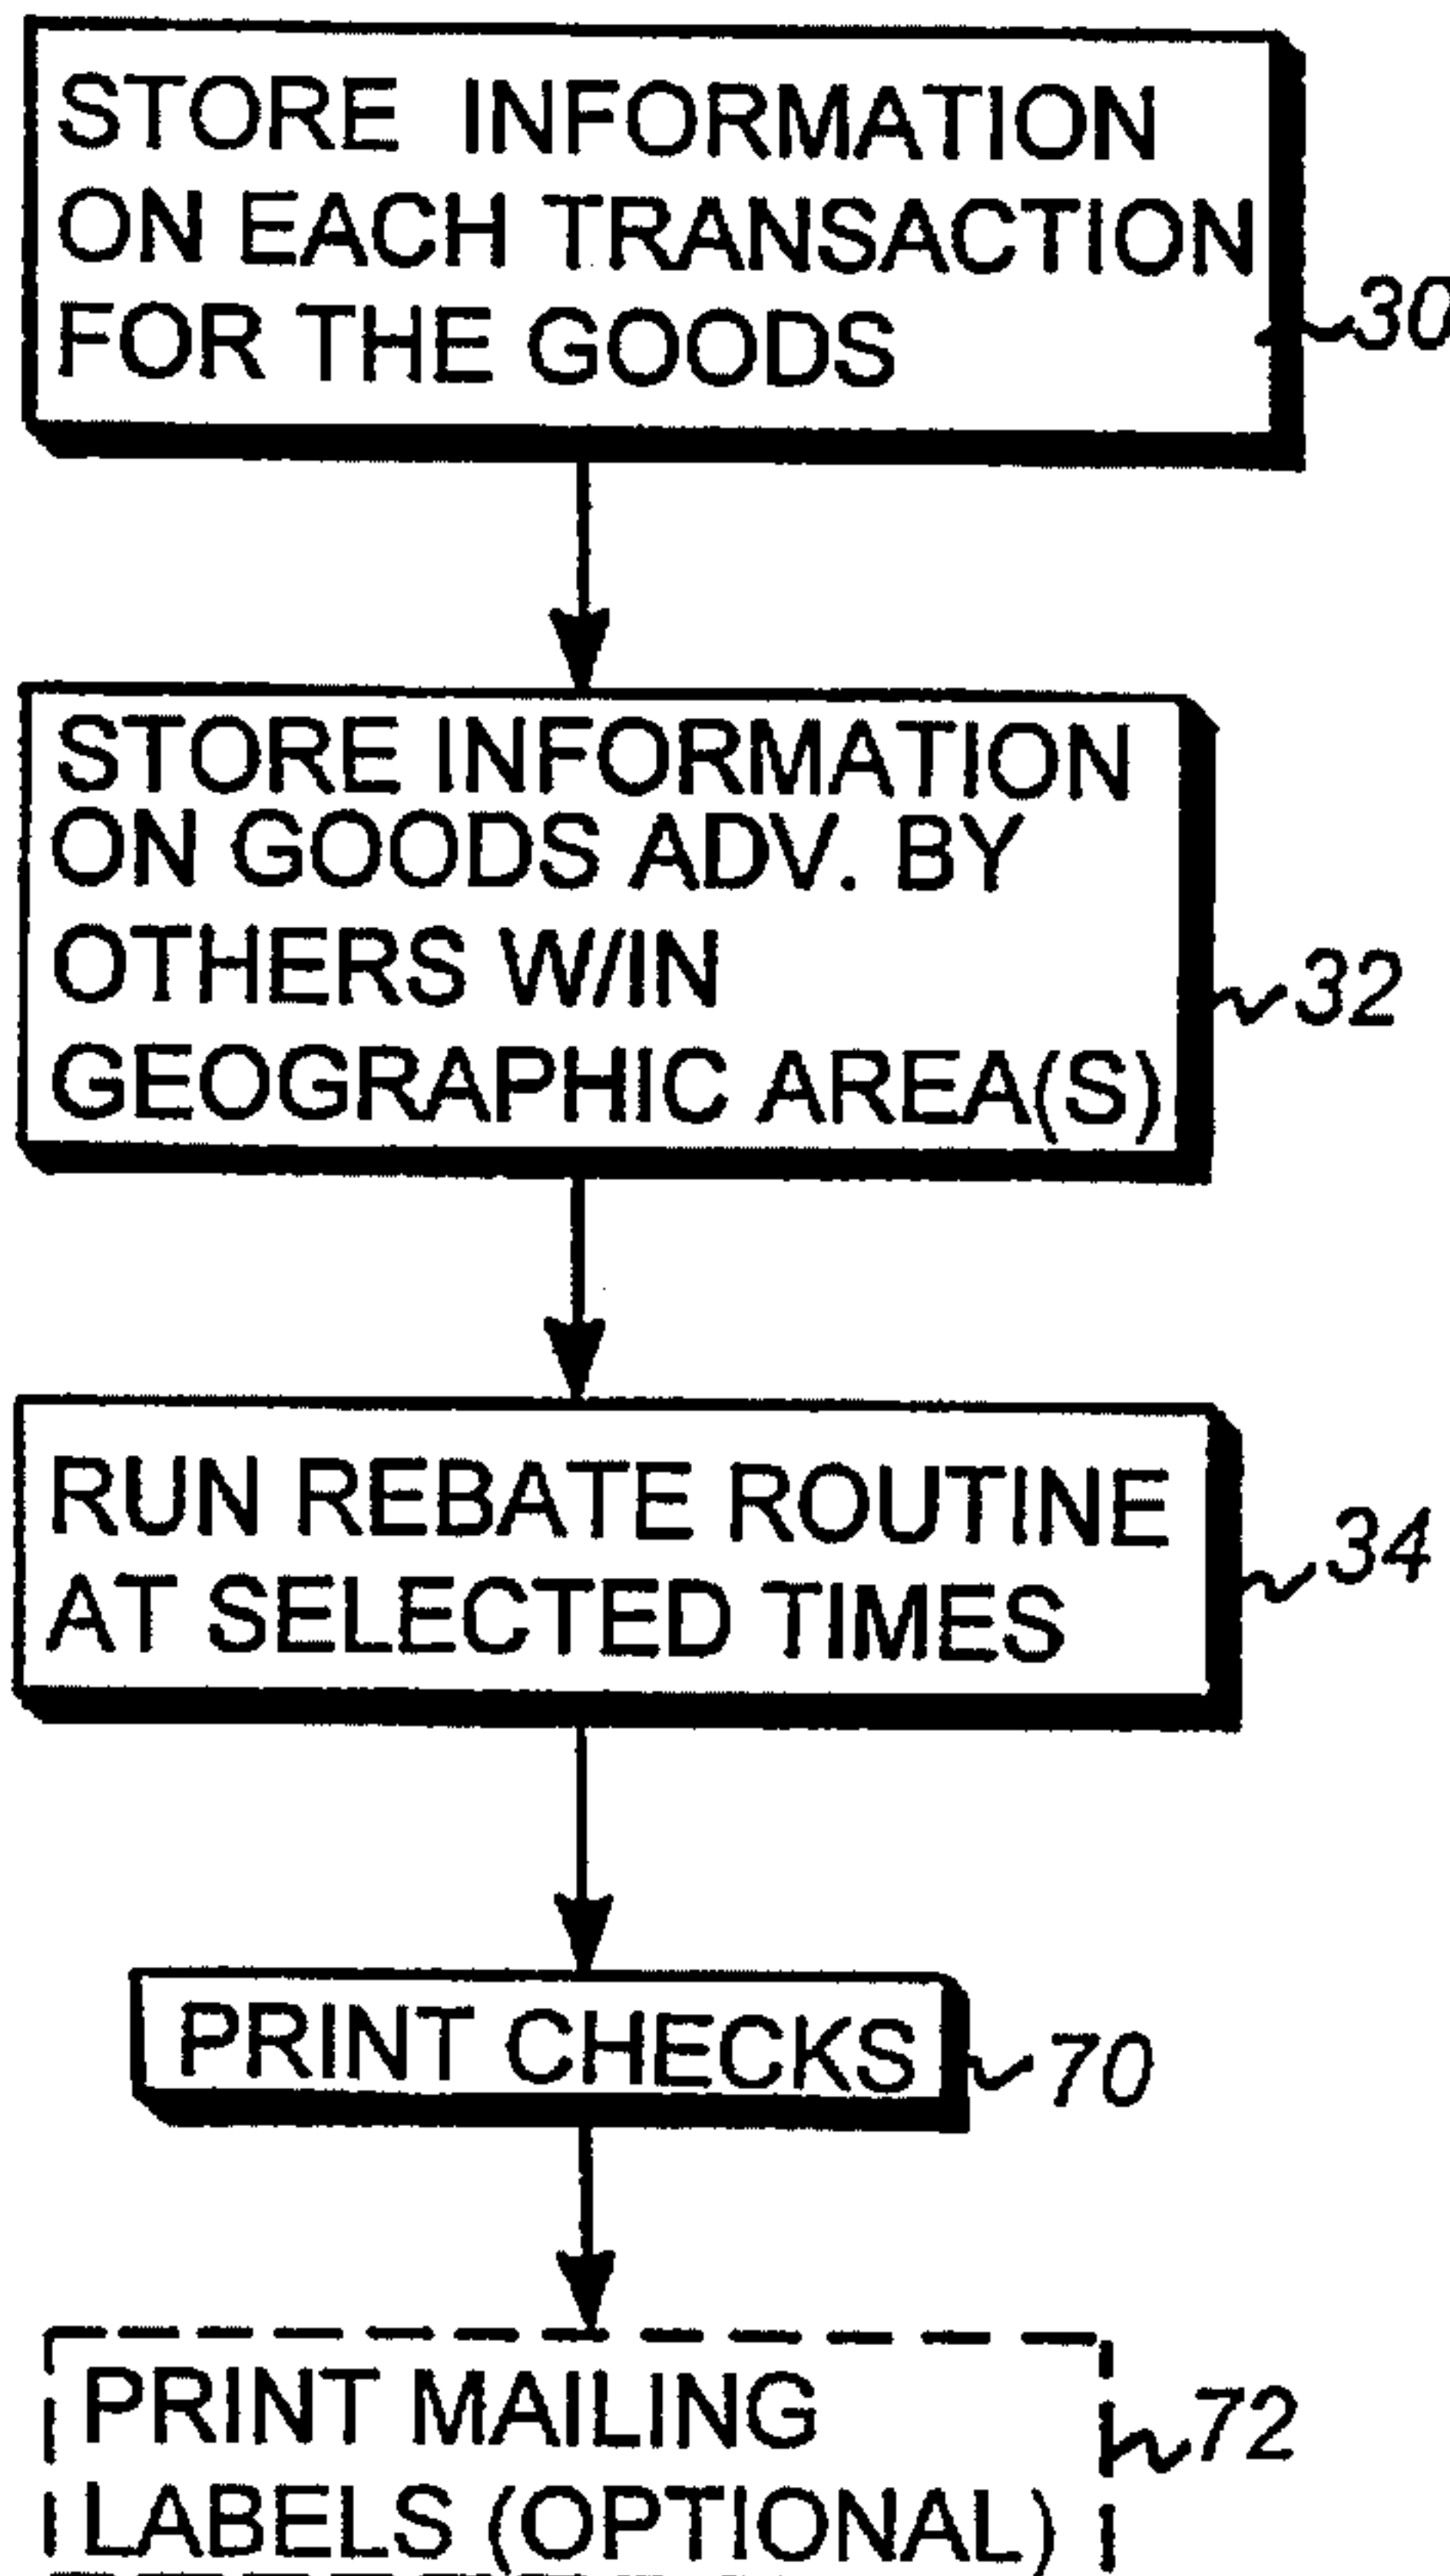 STORE INFORMATION
ON EACH TRANSACTION
FOR THE GOODS
30
STORE INFORMATION
ON GOODS ADV. BY
OTHERS W/IN
GEOGRAPHIC AREA(S)
32
RUN REBATE ROUTINE
AT SELECTED TIMES
34
PRINT CHECKS
70
PRINT MAILING
LABELS (OPTIONAL)
72